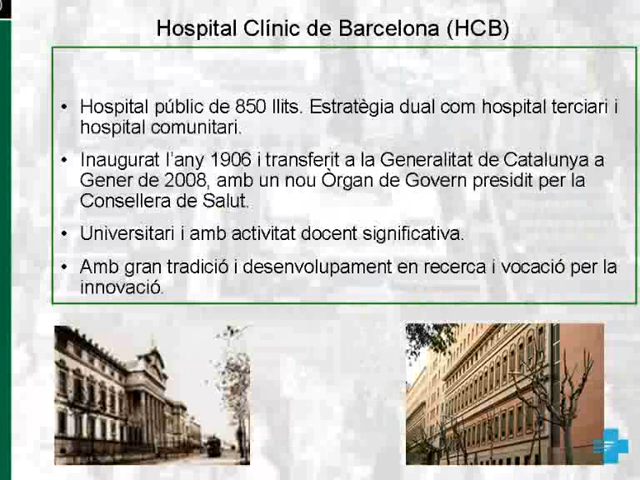 Hospital Clínic de Barcelona (HCB)
• Hospital públic de 850 llits. Estratègia dual com hospital terciari i
hospital comunitari.
• Inaugurat l'any 1906 i transferit a la Generalitat de Catalunya a
Gener de 2008, amb un nou Òrgan de Govern presidit per la
Consellera de Salut.
• Universitari i amb activitat docent significativa.
• Amb gran tradició i desenvolupament en recerca i vocació per la
innovació.